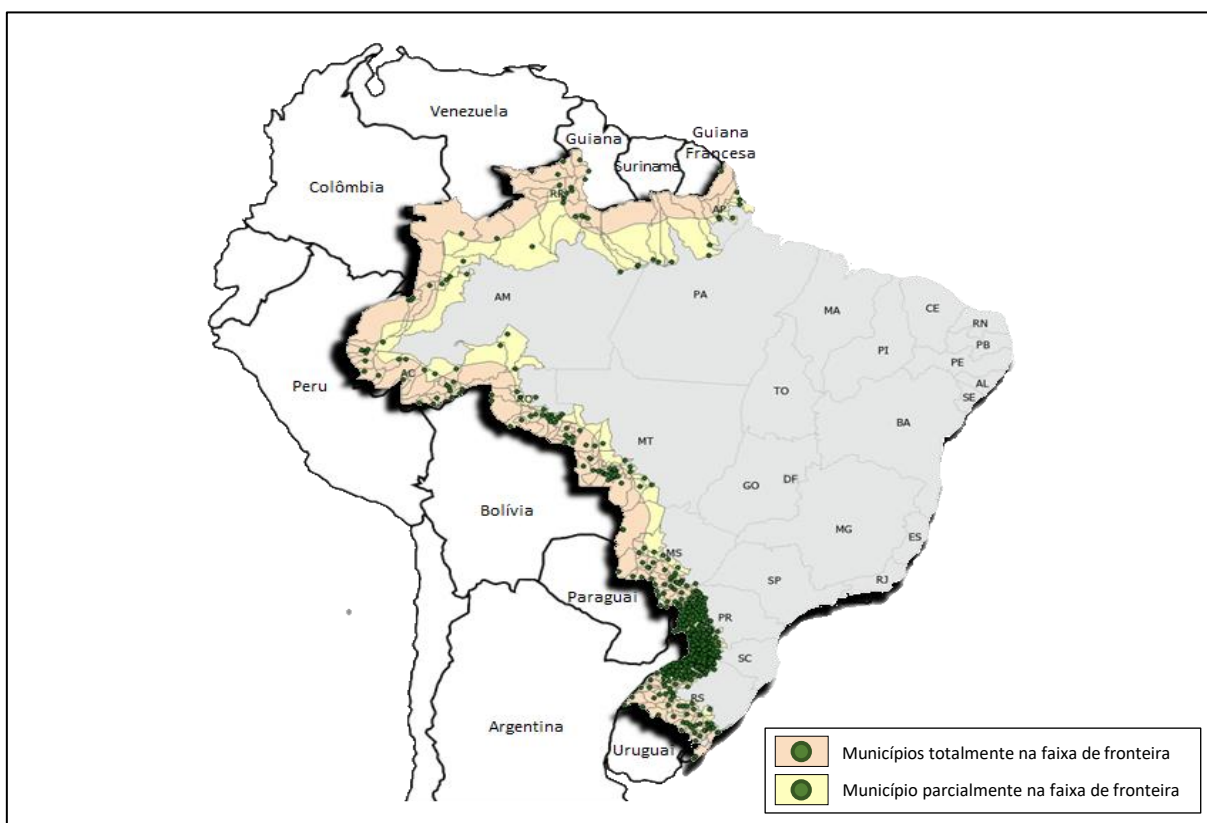 Venezuela
Guiana
Guiana
Francesa
Suriname
Colômbia
RR
AP
AM
PA
MA
CE
RN
PB
PE
PI
AL
SE
AC
Peru
RO
TO
BA
MT
GO
DF
Bolívia
MG
ES
MS
SP
RJ
Paraguai
PR
SC
RS
Argentina
Uruguai
Municípios totalmente na faixa de fronteira
Município parcialmente na faixa de fronteira